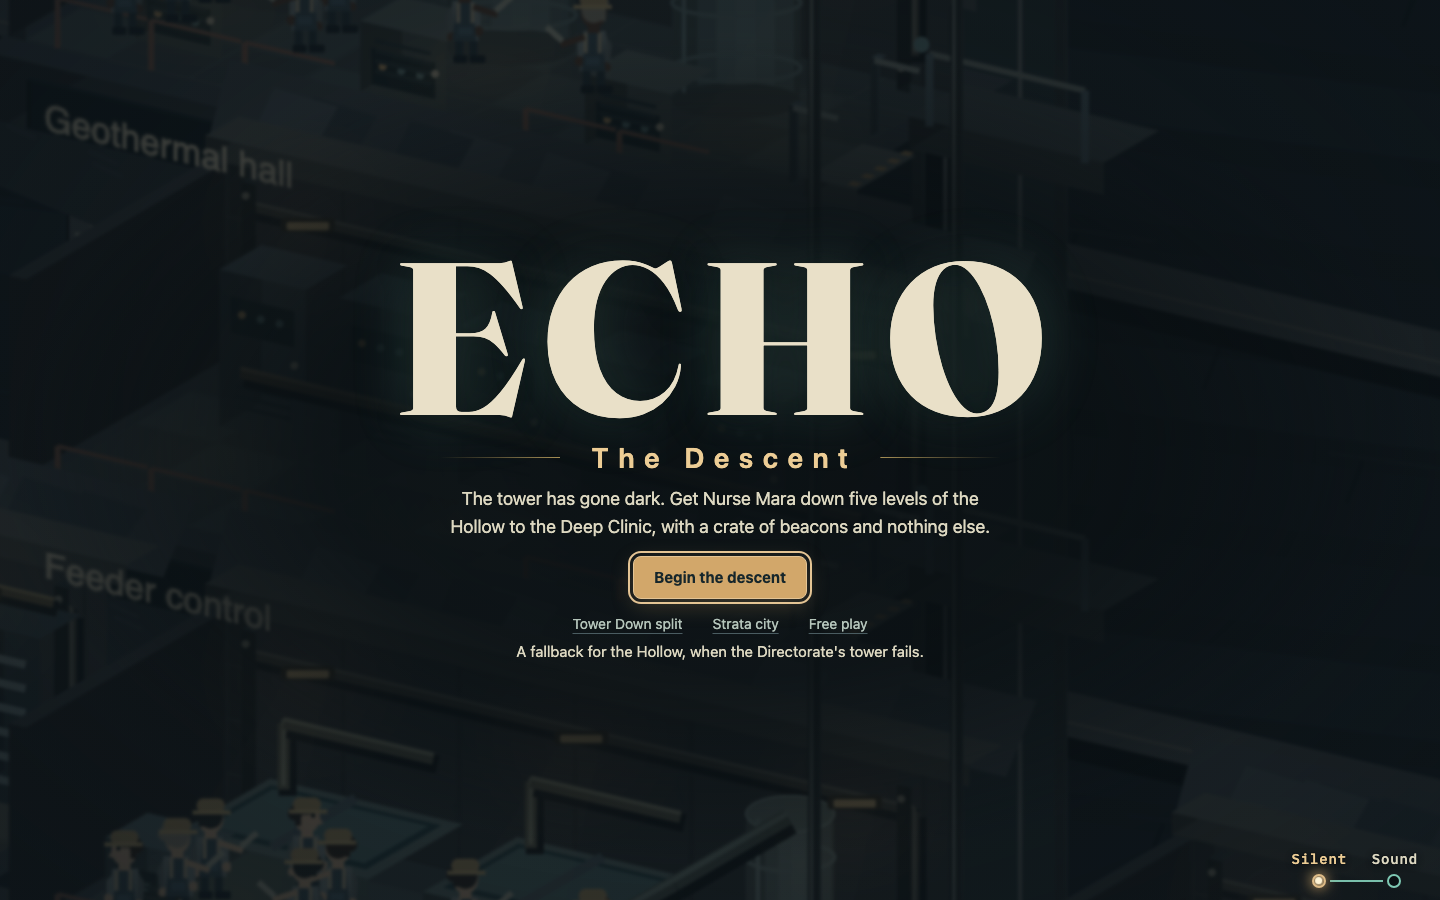 Geothermal hall
ECHO
The Descent
The tower has gone dark. Get Nurse Mara down five levels of the
Hollow to the Deep Clinic, with a crate of beacons and nothing else.
Begin the descent
Feeder control
Tower Down split Strata city Free play
A fallback for the Hollow, when the Directorate's tower fails.
Silent Sound